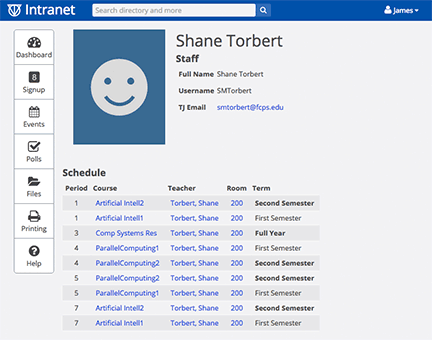 Intranet
Search directory and more
James
Dashboard
8
Signup
Events
Polls
Files
Printing
Help
Shane Torbert
Staff
Full Name Shane Torbert
Username SMTorbert
TJ Email smtorbert@fcps.edu
Schedule
Period Course Teacher Room Term
1 Artificial Intell2 Torbert, Shane 200 Second Semester
1 Artificial Intell1 Torbert, Shane 200 First Semester
3 Comp Systems Res Torbert, Shane 200 Full Year
4 ParallelComputing1 Torbert, Shane 200 First Semester
4 ParallelComputing2 Torbert, Shane 200 Second Semester
5 ParallelComputing2 Torbert, Shane 200 Second Semester
5 ParallelComputing1 Torbert, Shane 200 First Semester
7 Artificial Intell2 Torbert, Shane 200 Second Semester
7 Artificial Intell1 Torbert, Shane 200 First Semester